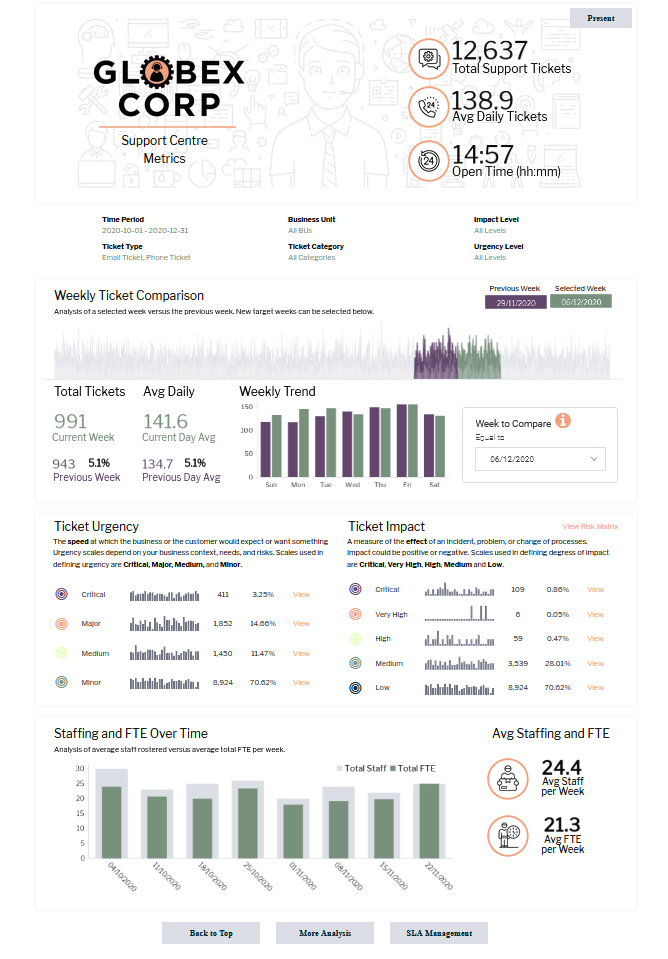 Present
GLOBEX
CORP
Support Centre
Metrics
12,637
Total Support Tickets
24
138.9
Avg Daily Tickets
24
14:57
Open Time (hh:mm)
Time Period
2020-10-01 - 2020-12-31
Business Unit
All BUs
Impact Level
All Levels
Ticket Type
Email Ticket, Phone Ticket
Ticket Category
All Categories
Urgency Level
All Levels
Weekly Ticket Comparison
Analysis of a selected week versus the previous week. New target weeks can be selected below.
Previous Week
29/11/2020
Selected Week
06/12/2020
Total Tickets
991
Current Week
943 5.1%
Previous Week
Avg Daily
141.6
Current Day Avg
134.7 5.1%
Previous Day Avg
Weekly Trend
150
100
50
0
Sun Mon Tue Wed Thu Fri Sat
Week to Compare i
Equal to
06/12/2020
Ticket Urgency
The speed at which the business or the customer would expect or want something
Urgency scales depend on your business context, needs, and risks. Scales used in
defining urgency are Critical, Major, Medium, and Minor.
Critical 411 3.25% View
Major 1,852 14.66% View
Medium 1,450 11.47% View
Minor 8,924 70.62% View
Ticket Impact
View Risk Matrix
A measure of the effect of an incident, problem, or change of processes.
Impact could be positive or negative. Scales used in defining degress of impact
are Critical, Very High, High, Medium and Low.
Critical 109 0.86% View
Very High 6 0.05% View
High 59 0.47% View
Medium 3,539 28.01% View
Low 8,924 70.62% View
Staffing and FTE Over Time
Analysis of average staff rostered versus average total FTE per week.
Total Staff Total FTE
30
25
20
15
10
5
0
04/10/2020 11/10/2020 18/10/2020 25/10/2020 01/11/2020 08/11/2020 15/11/2020 22/11/2020
Avg Staffing and FTE
24.4
Avg Staff
per Week
21.3
Avg FTE
per Week
Back to Top
More Analysis
SLA Management